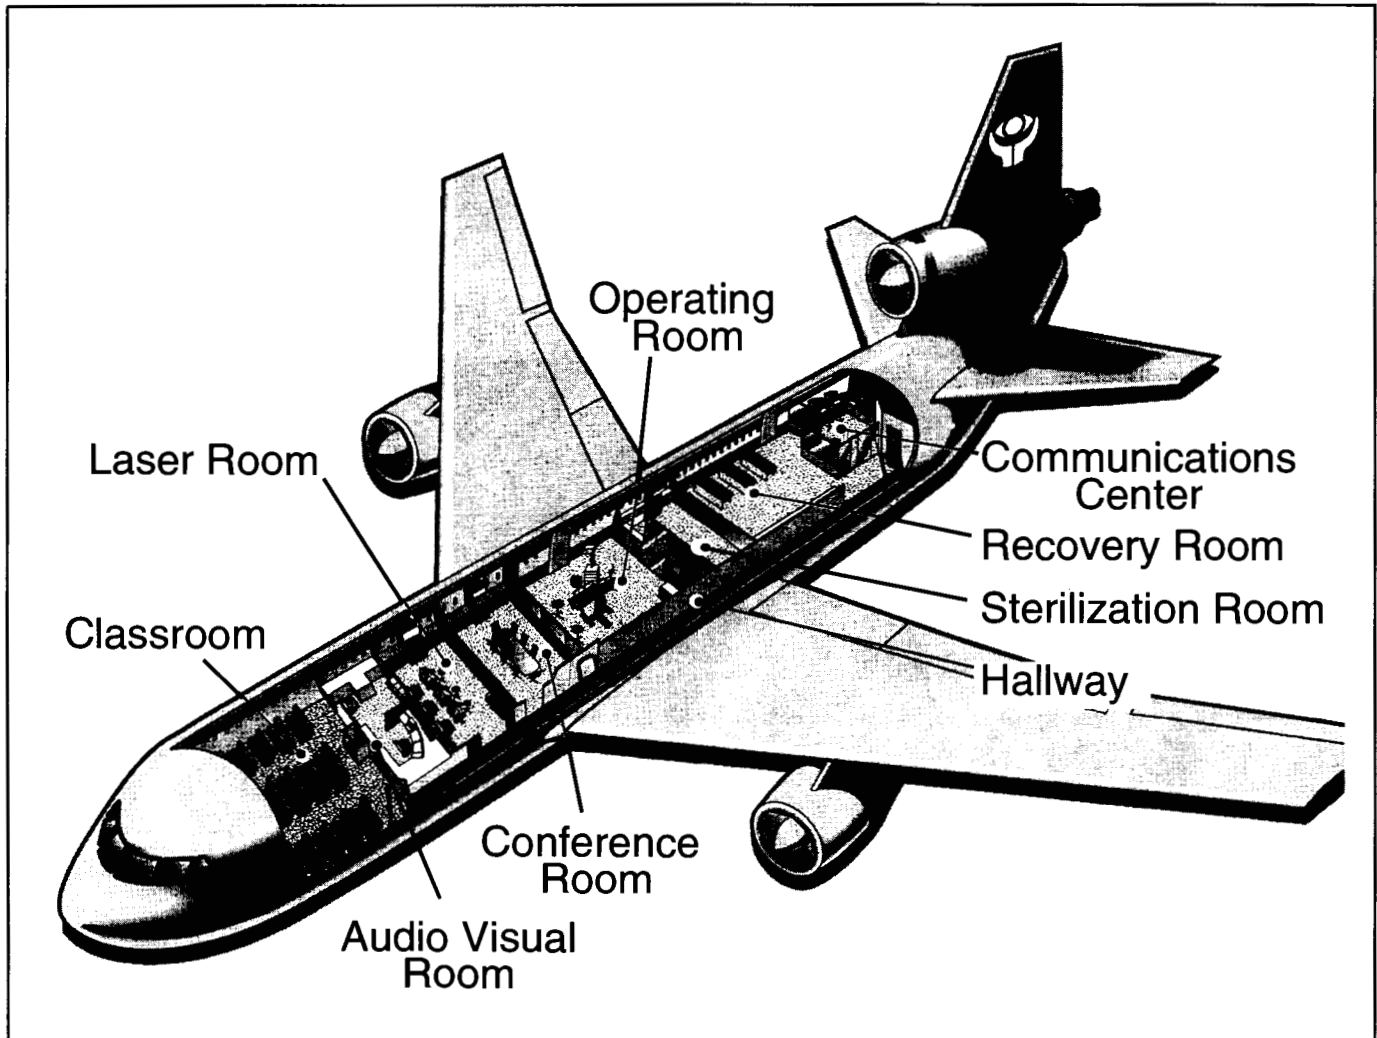 Operating
Room
Laser Room
Communications
Center
Recovery Room
Sterilization Room
Classroom
Hallway
Conference
Room
Audio Visual
Room